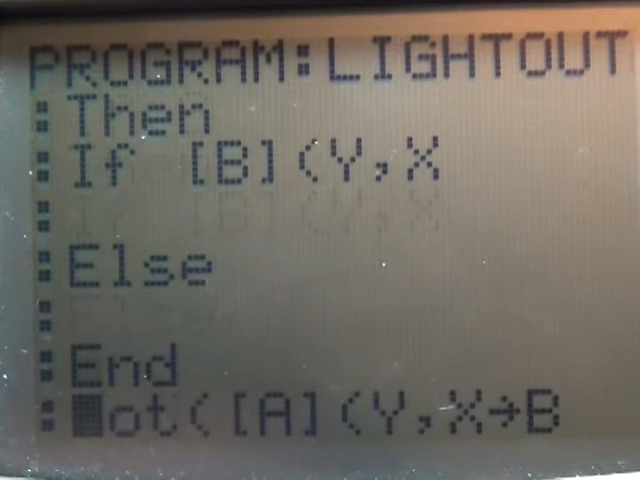 PROGRAM:LIGHTOUT
:Then
:If [B](Y,X
:
:Else
:
:End
:ot([A](Y,X→B